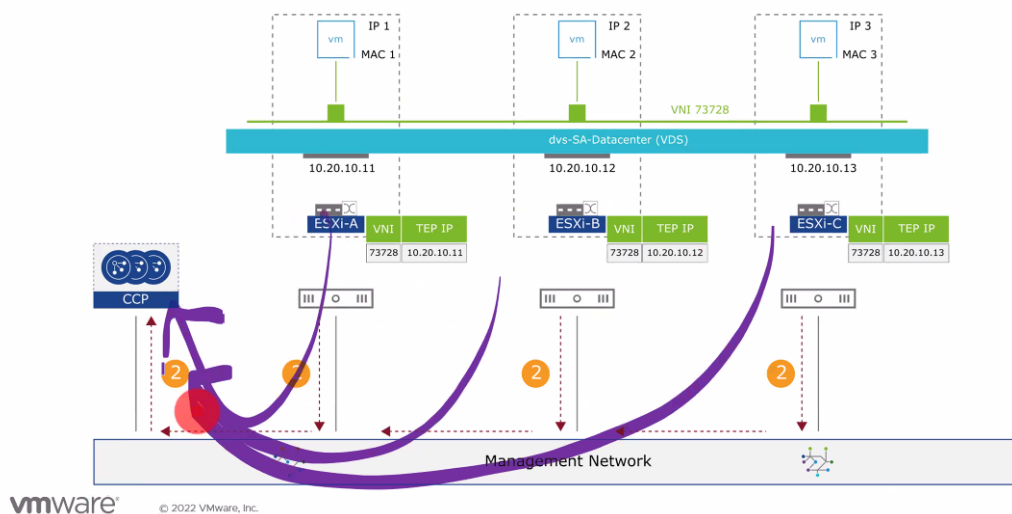 IP 1
MAC 1
vm
IP 2
MAC 2
vm
IP 3
MAC 3
vm
VNI 73728
dvs-SA-Datacenter (VDS)
10.20.10.11
10.20.10.12
10.20.10.13
ESXi-A
VNI TEP IP
73728 10.20.10.11
ESXi-B
VNI TEP IP
73728 10.20.10.12
ESXi-C
VNI TEP IP
73728 10.20.10.13
CCP
2
2
2
2
Management Network
vmware® © 2022 VMware, Inc.